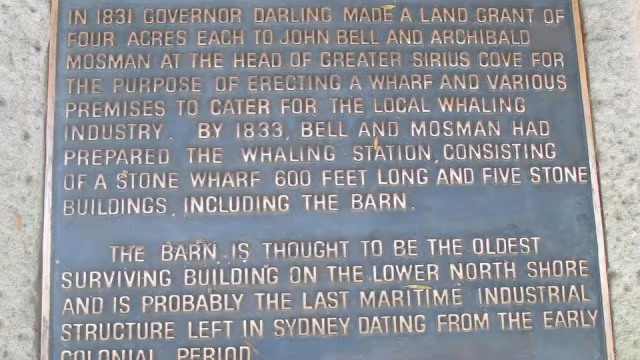 IN 1831 GOVERNOR DARLING MADE A LAND GRANT OF
FOUR ACRES EACH TO JOHN BELL AND ARCHIBALD
MOSMAN AT THE HEAD OF GREATER SIRIUS COVE FOR
THE PURPOSE OF ERECTING A WHARF AND VARIOUS
PREMISES TO CATER FOR THE LOCAL WHALING
INDUSTRY. BY 1833, BELL AND MOSMAN HAD
PREPARED THE WHALING STATION, CONSISTING
OF A STONE WHARF 600 FEET LONG AND FIVE STONE
BUILDINGS, INCLUDING THE BARN.
THE BARN IS THOUGHT TO BE THE OLDEST
SURVIVING BUILDING ON THE LOWER NORTH SHORE
AND IS PROBABLY THE LAST MARITIME INDUSTRIAL
STRUCTURE LEFT IN SYDNEY DATING FROM THE EARLY
COLONIAL PERIOD